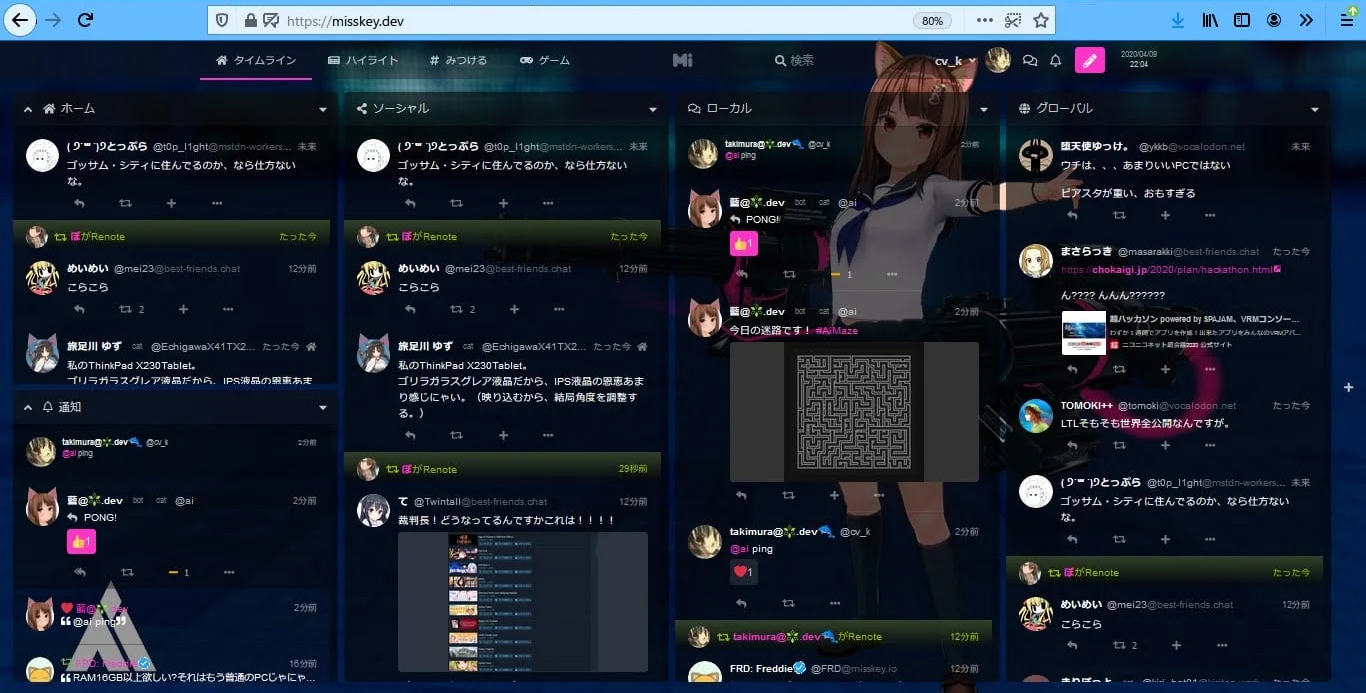 https://misskey.dev
80%
タイムライン
ハイライト
# みつける
ゲーム
Mi
検索
cv_k
2020/04/09
22:04
ホーム
とっぷら @t0p_l1ght@mstdn-workers... 未来
ゴッサム・シティに住んでるのか、なら仕方ない
な。
ぽがRenote たった今
めいめい @mei23@best-friends.chat 12分前
こらこら
2
旅足川 ゆず cat @EchigawaX41TX2... たった今
私のThinkPad X230Tablet。
ゴリラガラスグレア液晶だから、IPS液晶の恩恵あま
通知
takimura@.dev @cv_k 2分前
@ai ping
藍@.dev bot cat @ai 2分前
PONG!
1
1
藍@.dev 2分前
@ai ping
FRD: Freddie 16分前
RAM16GB以上欲しい?それはもう普通のPCじゃにゃ...
ソーシャル
とっぷら @t0p_l1ght@mstdn-workers... 未来
ゴッサム・シティに住んでるのか、なら仕方ない
な。
ぽがRenote たった今
めいめい @mei23@best-friends.chat 12分前
こらこら
2
旅足川 ゆず cat @EchigawaX41TX2... たった今
私のThinkPad X230Tablet。
ゴリラガラスグレア液晶だから、IPS液晶の恩恵あま
り感じにゃい。（映り込むから、結局角度を調整す
る。）
ぽがRenote 29秒前
て @Twintail@best-friends.chat 12分前
裁判長！どうなってるんですかこれは！！！！
ローカル
takimura@.dev @cv_k 2分前
@ai ping
藍@.dev bot cat @ai 2分前
PONG!
1
1
藍@.dev bot cat @ai 2分前
今日の迷路です！ #AiMaze
takimura@.dev @cv_k 2分前
@ai ping
1
takimura@.devがRenote 12分前
FRD: Freddie @FRD@misskey.io 12分前
グローバル
堕天使ゆっけ。 @ykkb@vocalodon.net 未来
ウチは、、、あまりいいPCではない
ピアスタが重い、おもすぎる
まさらっき @masarakki@best-friends.chat たった今
https://chokaigi.jp/2020/plan/hackathon.html
ん???? んんん??????
超ハッカソン powered by SPAJAM、VRMコンソー...
ニコニコネット超会議2020 公式サイト
TOMOKI++ @tomoki@vocalodon.net たった今
LTLそもそも世界全公開なんですが。
とっぷら @t0p_l1ght@mstdn-workers... 未来
ゴッサム・シティに住んでるのか、なら仕方ない
な。
ぽがRenote たった今
めいめい @mei23@best-friends.chat 12分前
こらこら
2